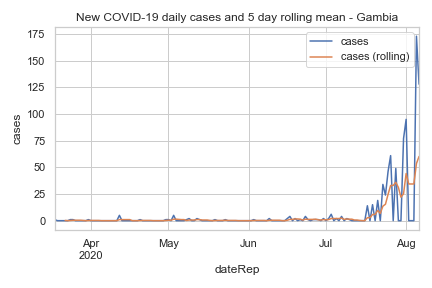 New COVID-19 daily cases and 5 day rolling mean - Gambia
cases
cases (rolling)
175
150
125
100
75
50
25
0
cases
Apr
2020
May
Jun
Jul
Aug
dateRep